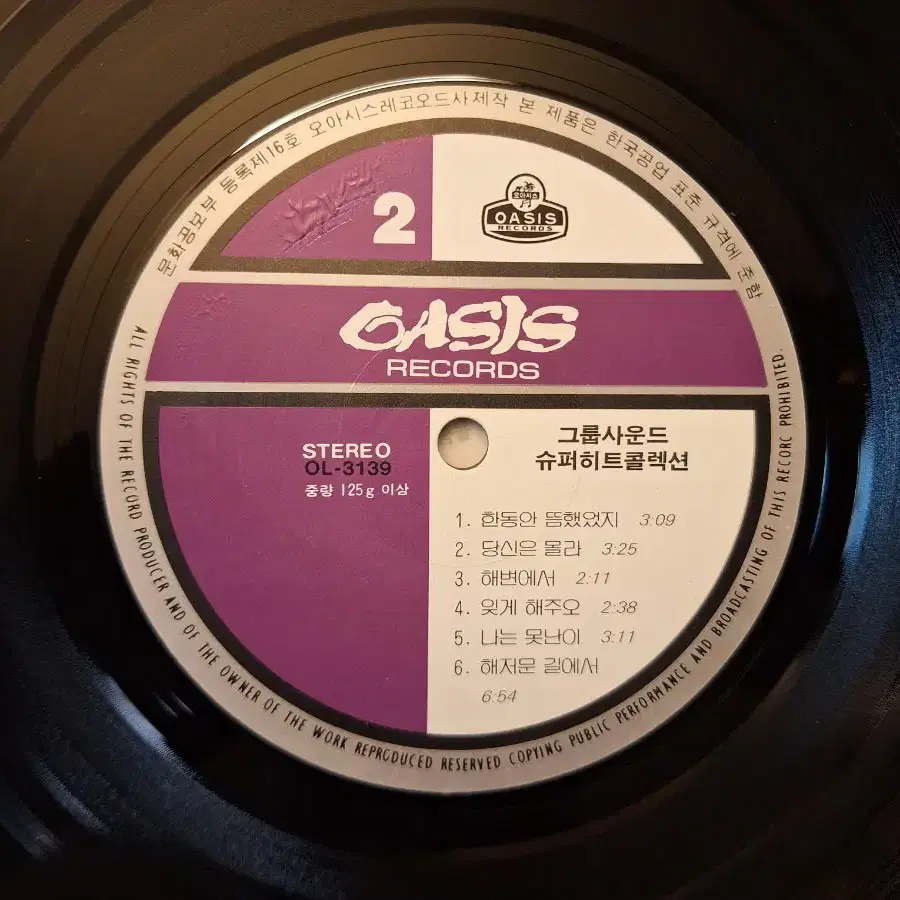 문화공보부 등록제16호 오아시스레코오드사제작 본 제품은 한국공업 표준 규격에 준함
2
오아시스
OASIS
RECORDS
OASIS
RECORDS
STEREO
OL-3139
중량 125g 이상
그룹사운드
슈퍼히트콜렉션
1. 한동안 뜸했었지 3:09
2. 당신은 몰라 3:25
3. 해변에서 2:11
4. 잊게 해주오 2:38
5. 나는 못난이 3:11
6. 해저문 길에서
6:54
ALL RIGHTS OF THE RECORD PRODUCER AND OF THE OWNER OF THE WORK REPRCDUCED RESERVED COPYING PUBLIC PERFORMANCE AND BROADCASTING OF THIS RECORC PROHIBITED.